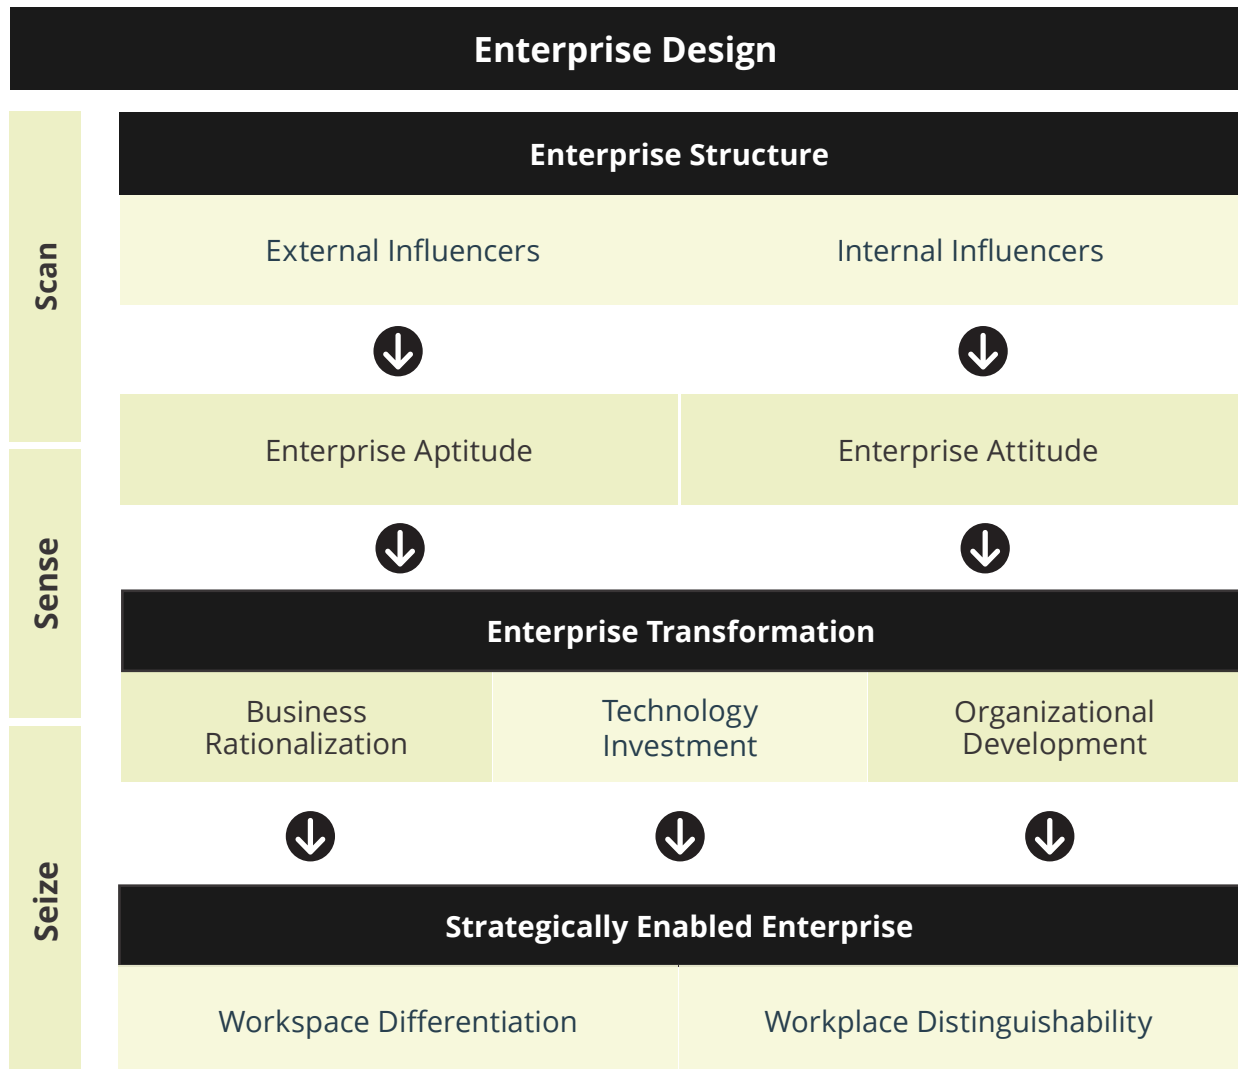 Enterprise Design
Scan
Enterprise Structure
External Influencers
Internal Influencers
Enterprise Aptitude
Enterprise Attitude
Sense
Enterprise Transformation
Business
Rationalization
Technology
Investment
Organizational
Development
Seize
Strategically Enabled Enterprise
Workspace Differentiation
Workplace Distinguishability